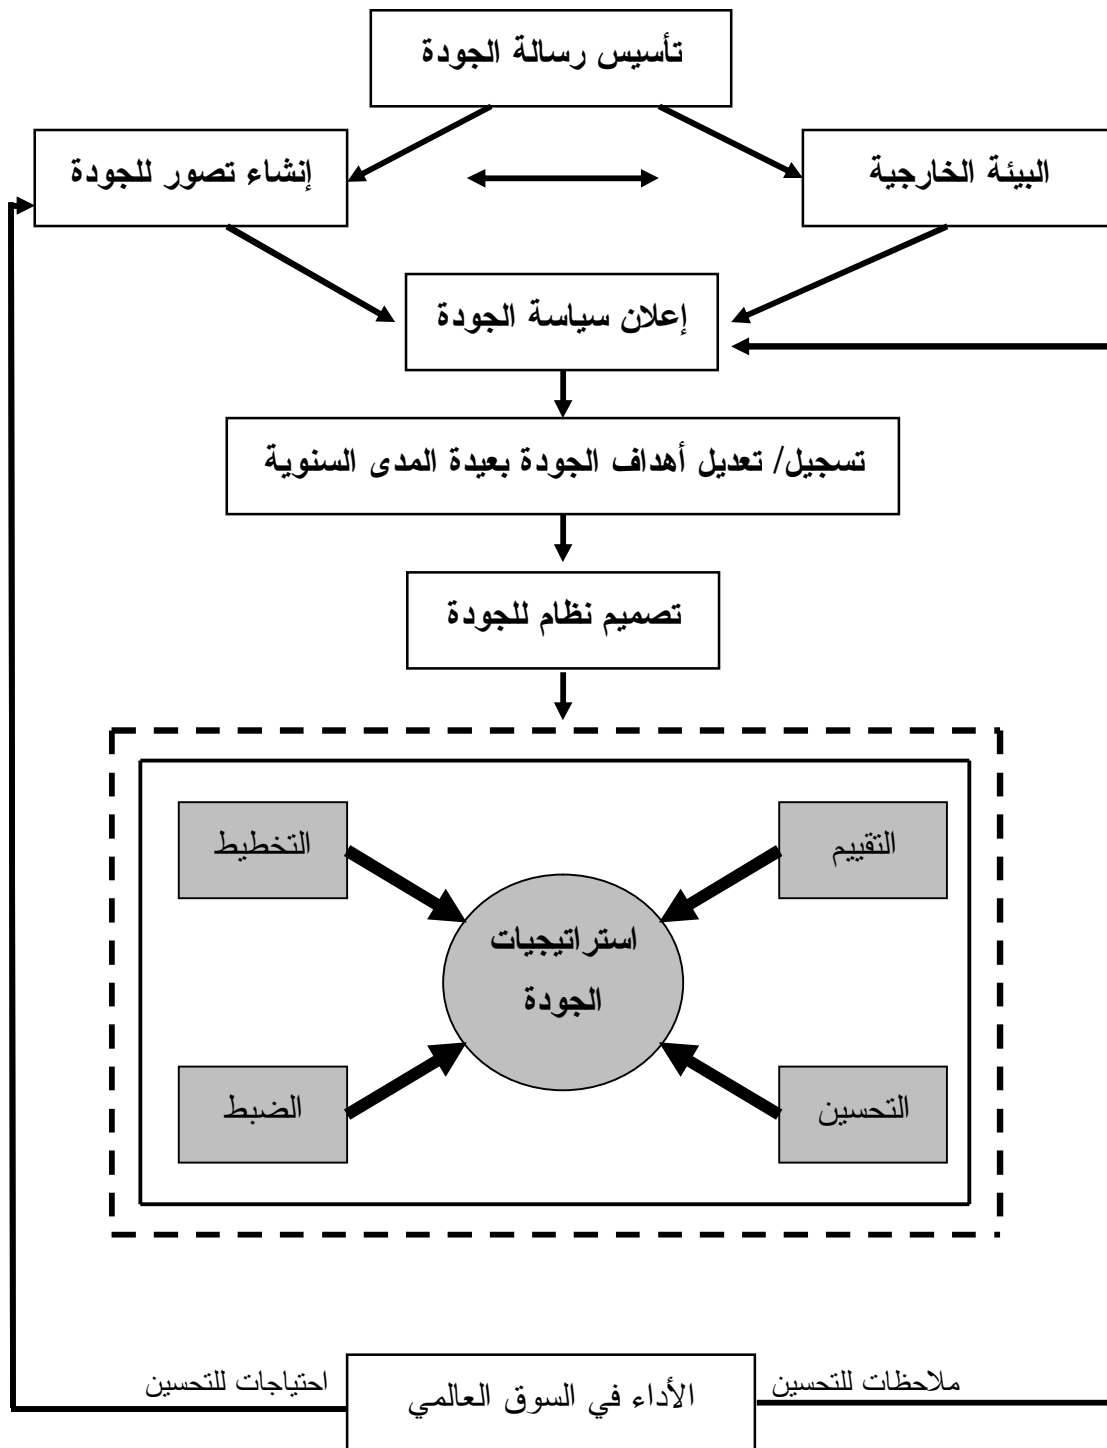 تأسيس رسالة الجودة
البيئة الخارجية
إنشاء تصور للجودة
إعلان سياسة الجودة
تسجيل/ تعديل أهداف الجودة بعيدة المدى السنوية
تصميم نظام للجودة
التقييم
التخطيط
استراتيجيات
الجودة
التحسين
الضبط
ملاحظات للتحسين
الأداء في السوق العالمي
احتياجات للتحسين